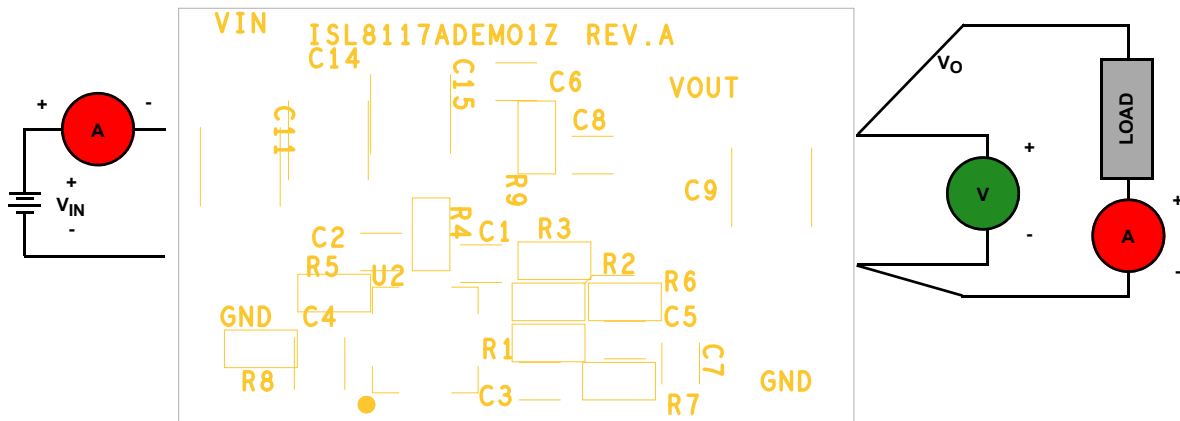 VIN
ISL8117ADEMO1Z REV.A
C14
C15
C6
VOUT
VO
LOAD
+
-
A
C11
C8
+
V
-
+
VIN
-
R9
C9
+
A
-
R4
C2
C1
R3
R5
U2
R2
R6
GND
C4
C5
R1
C7
R8
C3
R7
GND